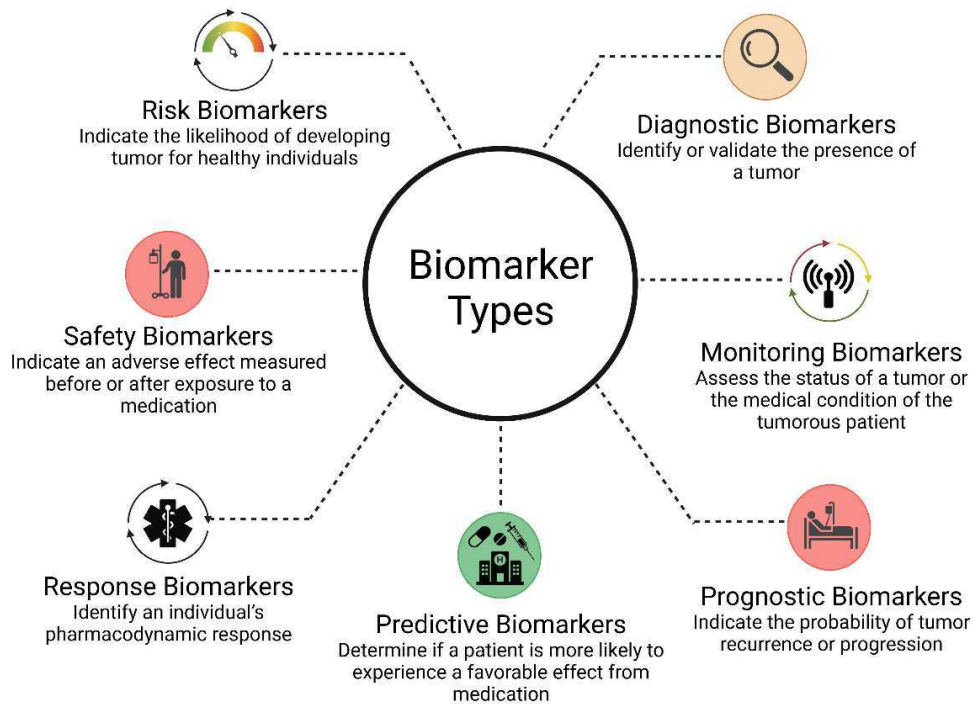 Risk Biomarkers
Indicate the likelihood of developing
tumor for healthy individuals
Diagnostic Biomarkers
Identify or validate the presence of
a tumor
Biomarker
Types
Safety Biomarkers
Indicate an adverse effect measured
before or after exposure to a
medication
Monitoring Biomarkers
Assess the status of a tumor or
the medical condition of the
tumorous patient
Response Biomarkers
Identify an individual's
pharmacodynamic response
H
Predictive Biomarkers
Determine if a patient is more likely to
experience a favorable effect from
medication
Prognostic Biomarkers
Indicate the probability of tumor
recurrence or progression